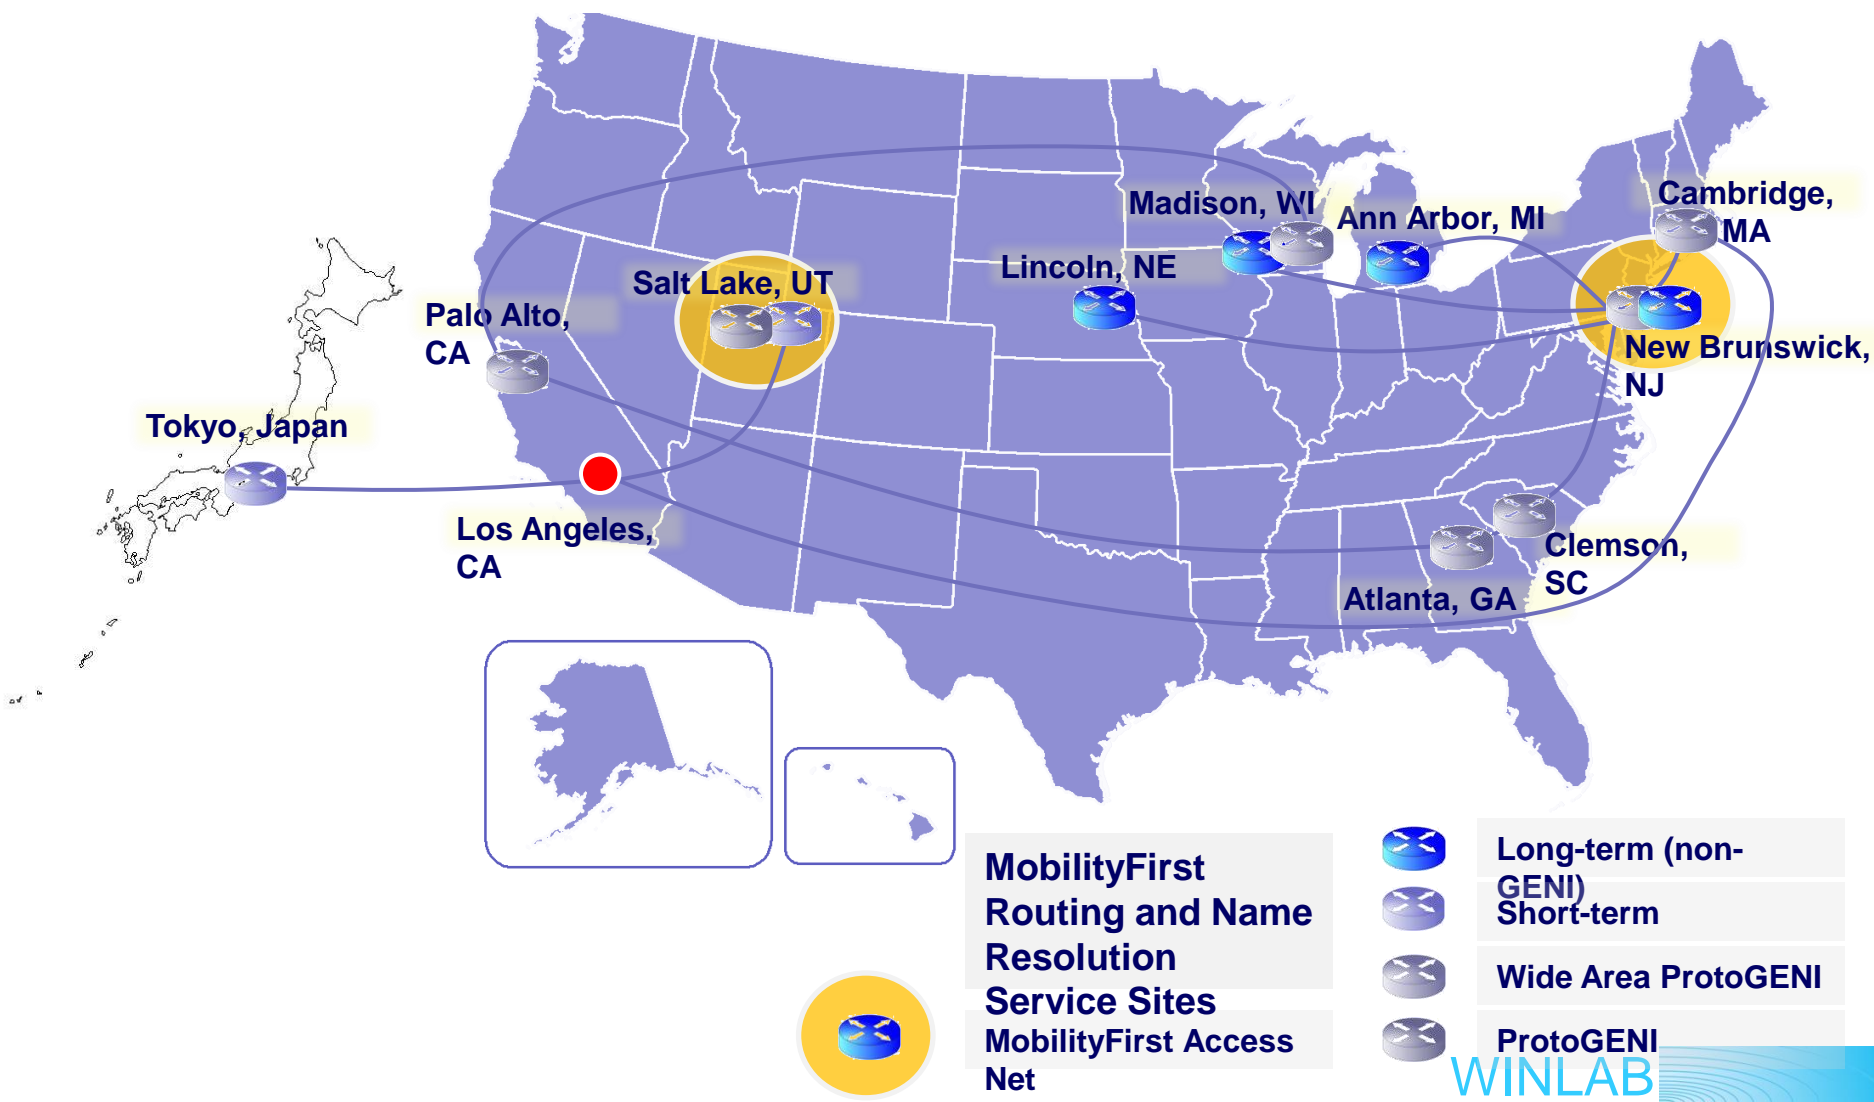 Cambridge,
MA
Madison, WI
Ann Arbor, MI
Lincoln, NE
Salt Lake, UT
Palo Alto,
CA
New Brunswick,
NJ
Tokyo, Japan
Los Angeles,
CA
Clemson,
SC
Atlanta, GA
MobilityFirst
Routing and Name
Resolution
Service Sites
MobilityFirst Access
Net
Long-term (non-
GENI)
Short-term
Wide Area ProtoGENI
ProtoGENI
WINLAB